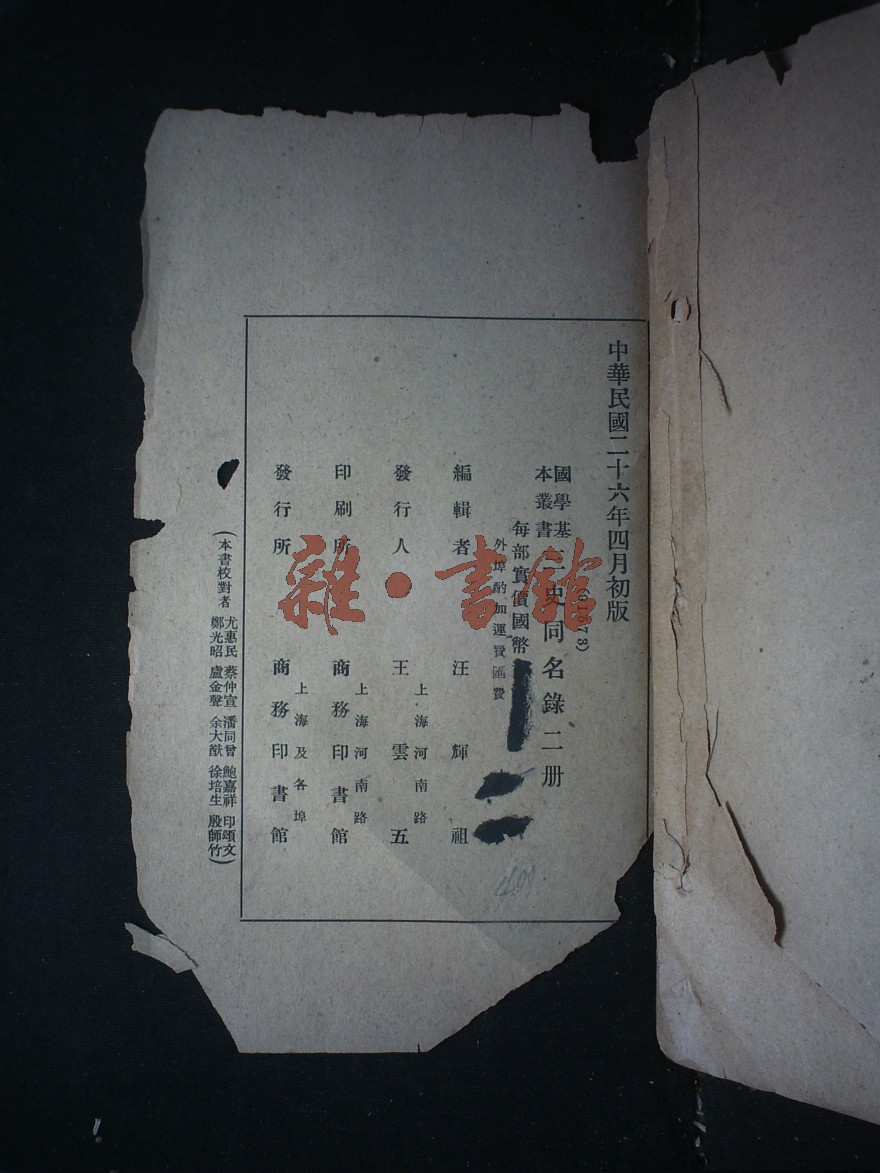 中華民國二十六年四月初版
國學基本叢書
三史同名錄二册
每部實價國幣
外埠酌加運費匯費
編輯者 汪輝祖
上海河南路
發行人 王雲五
上海河南路
印刷所 商務印書館
上海及各埠
發行所 商務印書館
(本書校對者
尤惠民 蔡仲宣 潘同曾 鮑嘉祥 印頌文
鄭光昭 盧金聲 余大猷 徐培生 殷師竹)
雜·書館